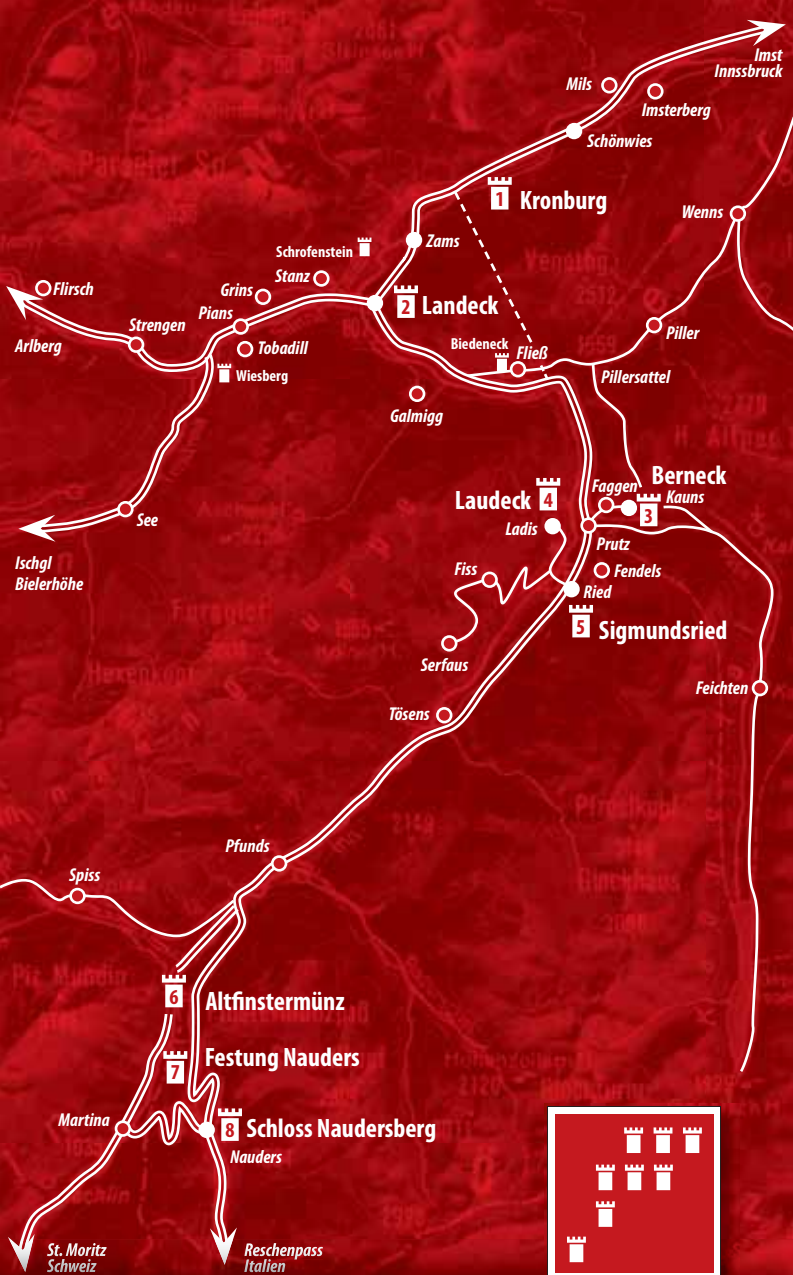 Imst
Innssbruck
Mils
Imsterberg
Schönwies
1 Kronburg
Wenns
Zams
Schrofenstein
Stanz
Flirsch
Grins
2 Landeck
Pians
Strengen
Arlberg
Tobadill
Piller
Biedeneck
Fließ
Wiesberg
Pillersattel
Galmigg
Berneck
Faggen
Kauns
Laudeck 4
3
Ladis
See
Prutz
Ischgl
Bielerhöhe
Fiss
Fendels
Ried
5 Sigmundsried
Serfaus
Feichten
Tösens
Pfunds
Spiss
6 Altfinstermünz
7 Festung Nauders
Martina
8 Schloss Naudersberg
Nauders
St. Moritz
Schweiz
Reschenpass
Italien